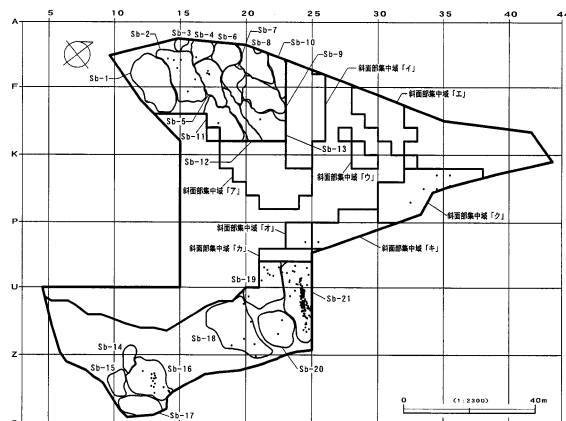 5 10 15 20 25 30 35 40 44
A
F
K
P
U
Z
Sb-1
Sb-2
Sb-3
Sb-4
Sb-6
Sb-7
Sb-8
Sb-10
Sb-9
Sb-5
Sb-11
Sb-12
Sb-13
斜面部集中域「イ」
斜面部集中域「エ」
斜面部集中域「ア」
斜面部集中域「ウ」
斜面部集中域「オ」
斜面部集中域「カ」
斜面部集中域「ク」
斜面部集中域「キ」
Sb-19
Sb-21
Sb-18
Sb-20
Sb-14
Sb-15
Sb-16
Sb-17
0 (1:2300) 40m